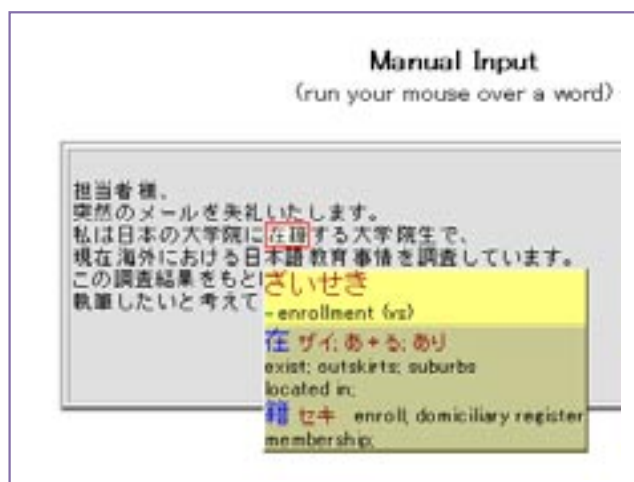 Manual Input
(run your mouse over a word)
担当者様、
突然のメールを失礼いたします。
私は日本の大学院に在籍する大学院生で、
現在海外における日本語教育事情を調査しています。
この調査結果をもとに
執筆したいと考えて
ざいせき
- enrollment (vs)
在 ザイ; あ+る; あり
exist; outskirts; suburbs
located in;
籍 セキ enroll, domiciliary register
membership;